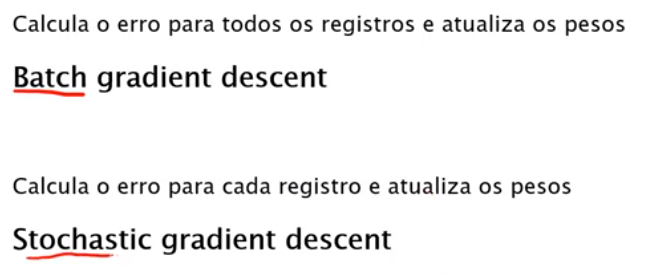 Calcula o erro para todos os registros e atualiza os pesos
Batch gradient descent
Calcula o erro para cada registro e atualiza os pesos
Stochastic gradient descent